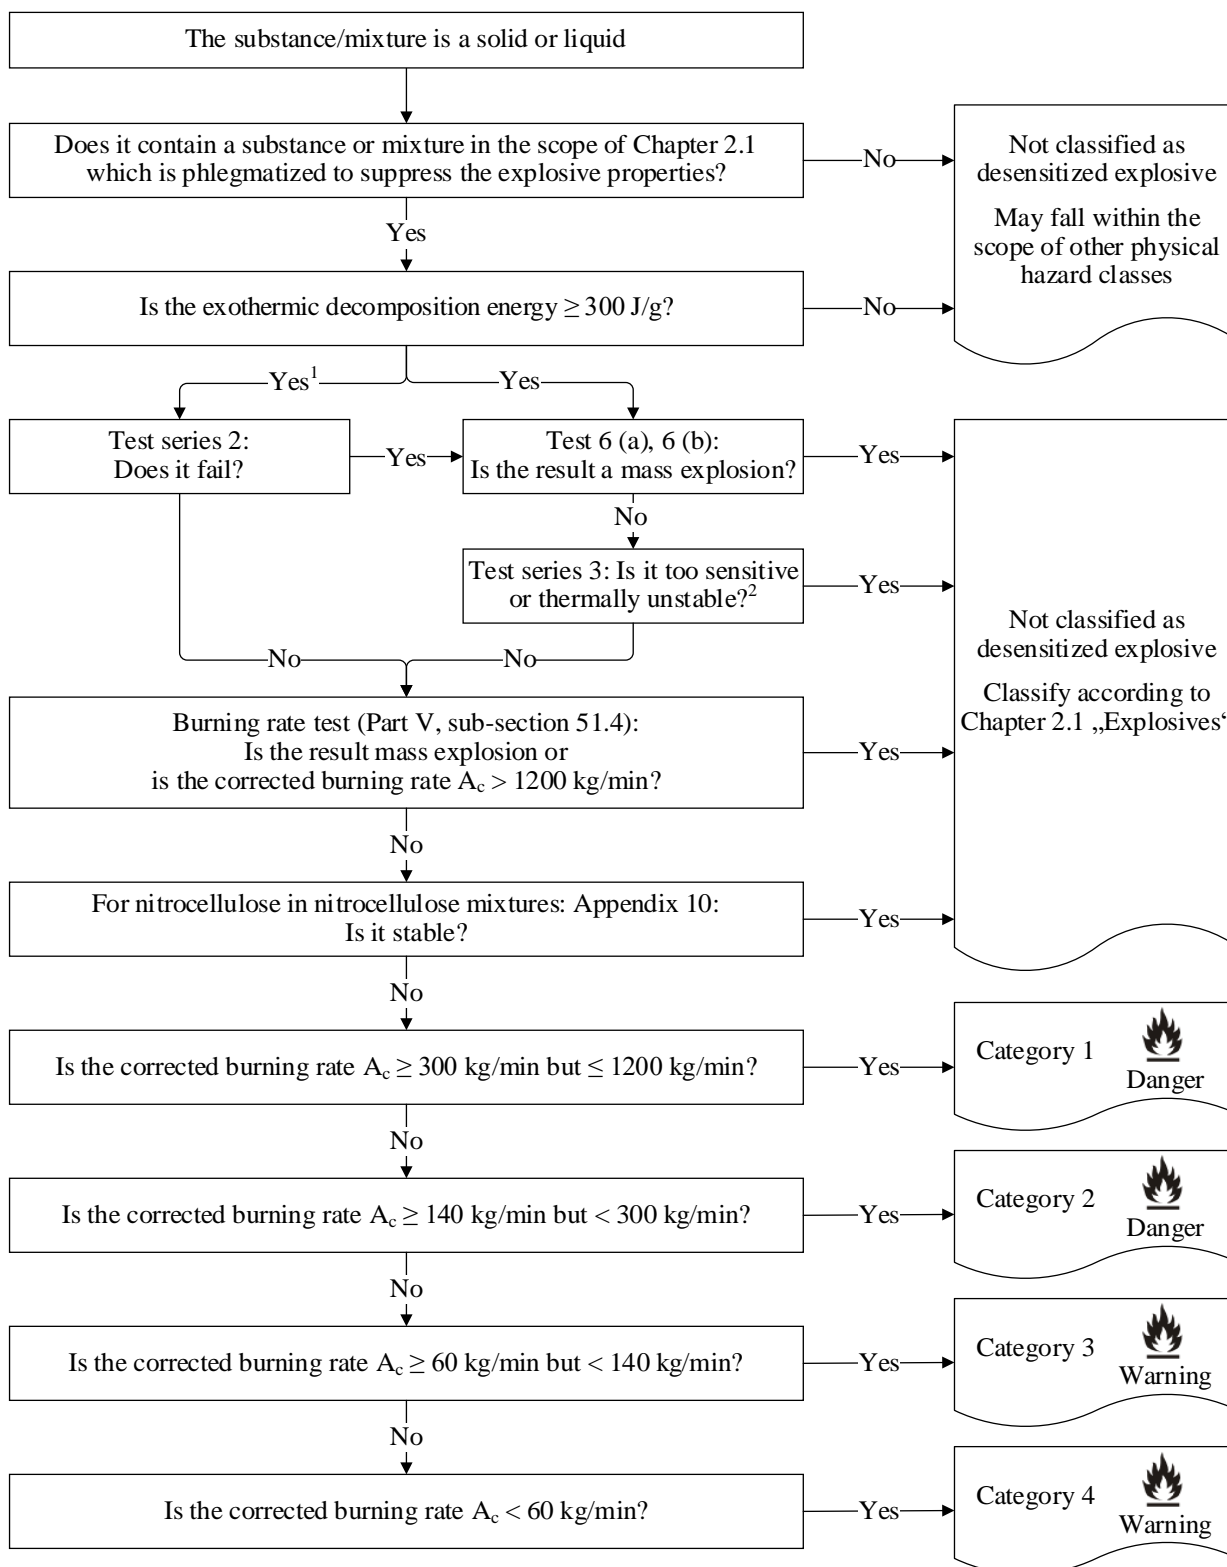 The substance/mixture is a solid or liquid
Does it contain a substance or mixture in the scope of Chapter 2.1
which is phlegmatized to suppress the explosive properties?
No
Not classified as
desensitized explosive
May fall within the
scope of other physical
hazard classes
Yes
Is the exothermic decomposition energy ≥ 300 J/g?
No
Yes¹
Yes
Test series 2:
Does it fail?
Yes
Test 6 (a), 6 (b):
Is the result a mass explosion?
Yes
No
Test series 3: Is it too sensitive
or thermally unstable?²
Yes
Not classified as
desensitized explosive
Classify according to
Chapter 2.1 „Explosives“
No
No
Burning rate test (Part V, sub-section 51.4):
Is the result mass explosion or
is the corrected burning rate Ac > 1200 kg/min?
Yes
No
For nitrocellulose in nitrocellulose mixtures: Appendix 10:
Is it stable?
Yes
No
Is the corrected burning rate Ac ≥ 300 kg/min but ≤ 1200 kg/min?
Yes
Category 1
Danger
No
Is the corrected burning rate Ac ≥ 140 kg/min but < 300 kg/min?
Yes
Category 2
Danger
No
Is the corrected burning rate Ac ≥ 60 kg/min but < 140 kg/min?
Yes
Category 3
Warning
No
Is the corrected burning rate Ac < 60 kg/min?
Yes
Category 4
Warning